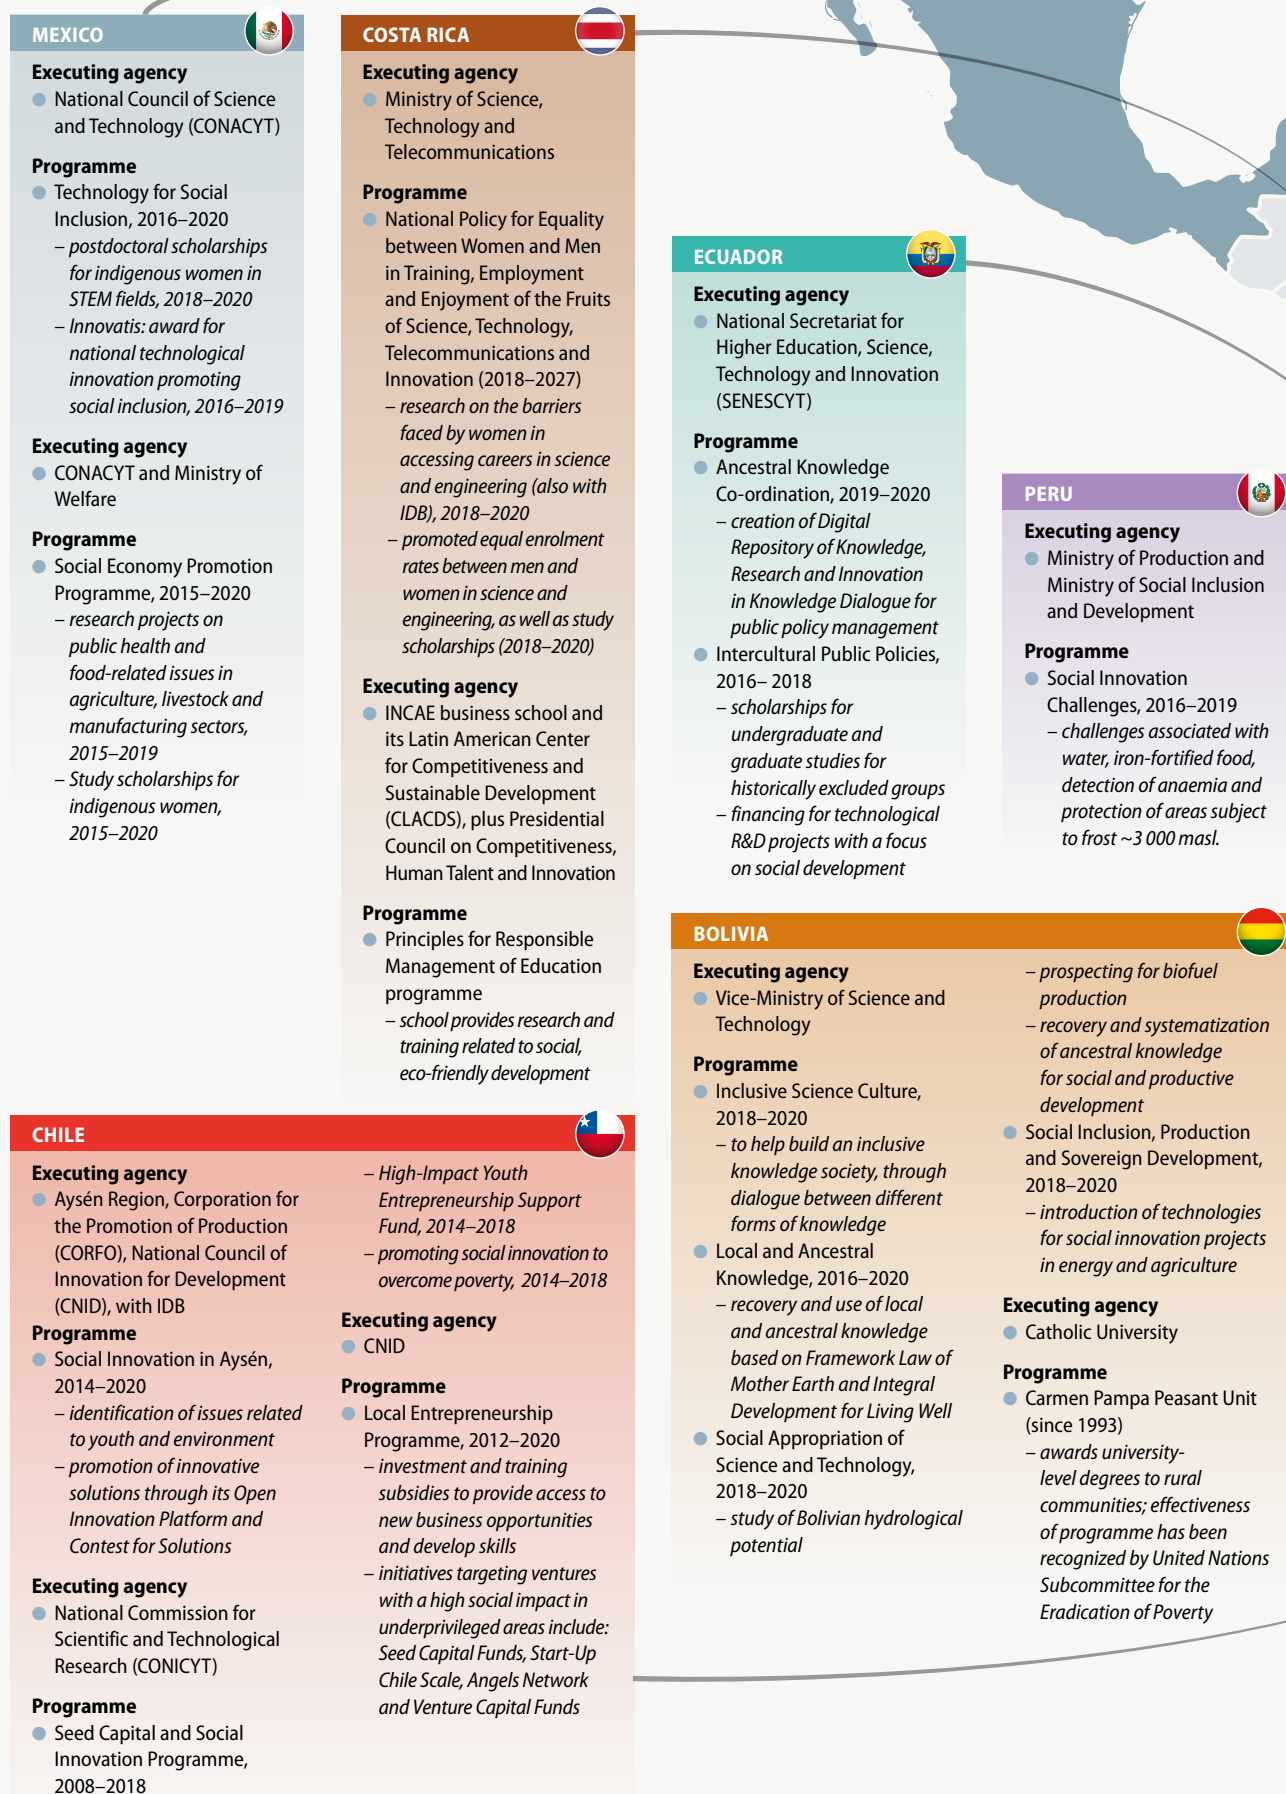 MEXICO
Executing agency
National Council of Science
and Technology (CONACYT)
Programme
Technology for Social
Inclusion, 2016–2020
– postdoctoral scholarships
for indigenous women in
STEM fields, 2018–2020
– Innovatis: award for
national technological
innovation promoting
social inclusion, 2016–2019
Executing agency
CONACYT and Ministry of
Welfare
Programme
Social Economy Promotion
Programme, 2015–2020
– research projects on
public health and
food-related issues in
agriculture, livestock and
manufacturing sectors,
2015–2019
– Study scholarships for
indigenous women,
2015–2020
COSTA RICA
Executing agency
Ministry of Science,
Technology and
Telecommunications
Programme
National Policy for Equality
between Women and Men
in Training, Employment
and Enjoyment of the Fruits
of Science, Technology,
Telecommunications and
Innovation (2018–2027)
– research on the barriers
faced by women in
accessing careers in science
and engineering (also with
IDB), 2018–2020
– promoted equal enrolment
rates between men and
women in science and
engineering, as well as study
scholarships (2018–2020)
Executing agency
INCAE business school and
its Latin American Center
for Competitiveness and
Sustainable Development
(CLACDS), plus Presidential
Council on Competitiveness,
Human Talent and Innovation
Programme
Principles for Responsible
Management of Education
programme
– school provides research and
training related to social,
eco-friendly development
ECUADOR
Executing agency
National Secretariat for
Higher Education, Science,
Technology and Innovation
(SENESCYT)
Programme
Ancestral Knowledge
Co-ordination, 2019–2020
– creation of Digital
Repository of Knowledge,
Research and Innovation
in Knowledge Dialogue for
public policy management
Intercultural Public Policies,
2016– 2018
– scholarships for
undergraduate and
graduate studies for
historically excluded groups
– financing for technological
R&D projects with a focus
on social development
PERU
Executing agency
Ministry of Production and
Ministry of Social Inclusion
and Development
Programme
Social Innovation
Challenges, 2016–2019
– challenges associated with
water, iron-fortified food,
detection of anaemia and
protection of areas subject
to frost ~3 000 masl.
BOLIVIA
Executing agency
Vice-Ministry of Science and
Technology
Programme
Inclusive Science Culture,
2018–2020
– to help build an inclusive
knowledge society, through
dialogue between different
forms of knowledge
Local and Ancestral
Knowledge, 2016–2020
– recovery and use of local
and ancestral knowledge
based on Framework Law of
Mother Earth and Integral
Development for Living Well
Social Appropriation of
Science and Technology,
2018–2020
– study of Bolivian hydrological
potential
– prospecting for biofuel
production
– recovery and systematization
of ancestral knowledge
for social and productive
development
Social Inclusion, Production
and Sovereign Development,
2018–2020
– introduction of technologies
for social innovation projects
in energy and agriculture
Executing agency
Catholic University
Programme
Carmen Pampa Peasant Unit
(since 1993)
– awards university-
level degrees to rural
communities; effectiveness
of programme has been
recognized by United Nations
Subcommittee for the
Eradication of Poverty
CHILE
Executing agency
Aysén Region, Corporation for
the Promotion of Production
(CORFO), National Council of
Innovation for Development
(CNID), with IDB
Programme
Social Innovation in Aysén,
2014–2020
– identification of issues related
to youth and environment
– promotion of innovative
solutions through its Open
Innovation Platform and
Contest for Solutions
Executing agency
National Commission for
Scientific and Technological
Research (CONICYT)
Programme
Seed Capital and Social
Innovation Programme,
2008–2018
– High-Impact Youth
Entrepreneurship Support
Fund, 2014–2018
– promoting social innovation to
overcome poverty, 2014–2018
Executing agency
CNID
Programme
Local Entrepreneurship
Programme, 2012–2020
– investment and training
subsidies to provide access to
new business opportunities
and develop skills
– initiatives targeting ventures
with a high social impact in
underprivileged areas include:
Seed Capital Funds, Start-Up
Chile Scale, Angels Network
and Venture Capital Funds